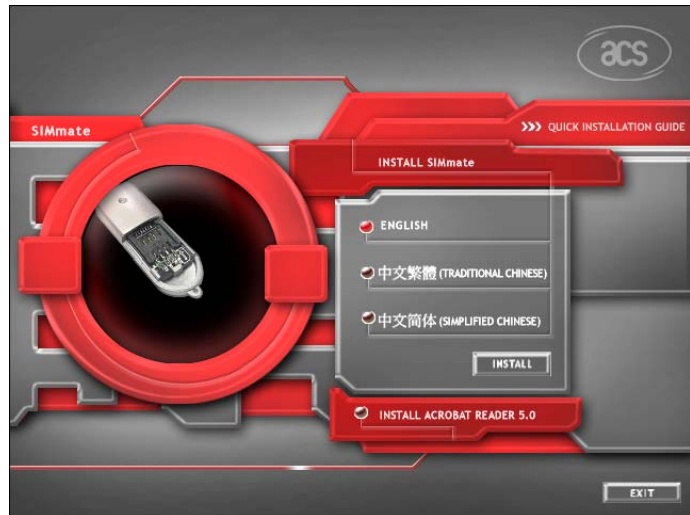 acs
SIMmate
>>> QUICK INSTALLATION GUIDE
INSTALL SIMmate
ENGLISH
中文繁體 (TRADITIONAL CHINESE)
中文简体 (SIMPLIFIED CHINESE)
INSTALL
INSTALL ACROBAT READER 5.0
EXIT